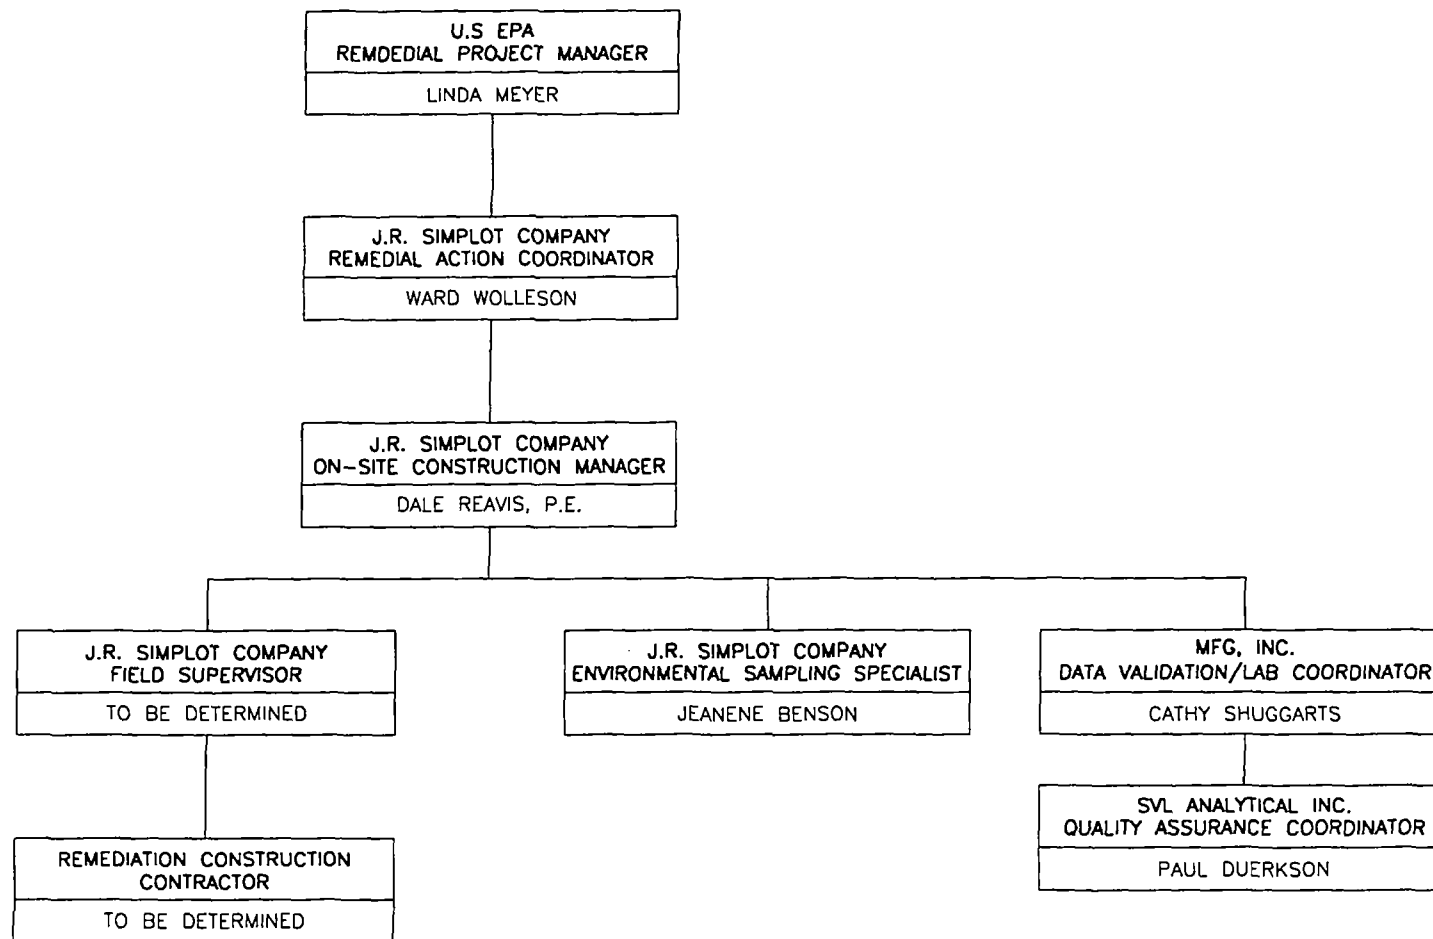 U.S EPA
REMDEDIAL PROJECT MANAGER
LINDA MEYER
J.R. SIMPLOT COMPANY
REMEDIAL ACTION COORDINATOR
WARD WOLLESON
J.R. SIMPLOT COMPANY
ON-SITE CONSTRUCTION MANAGER
DALE REAVIS, P.E.
J.R. SIMPLOT COMPANY
FIELD SUPERVISOR
TO BE DETERMINED
J.R. SIMPLOT COMPANY
ENVIRONMENTAL SAMPLING SPECIALIST
JEANENE BENSON
MFG, INC.
DATA VALIDATION/LAB COORDINATOR
CATHY SHUGGARTS
REMEDIATION CONSTRUCTION
CONTRACTOR
TO BE DETERMINED
SVL ANALYTICAL INC.
QUALITY ASSURANCE COORDINATOR
PAUL DUERKSON